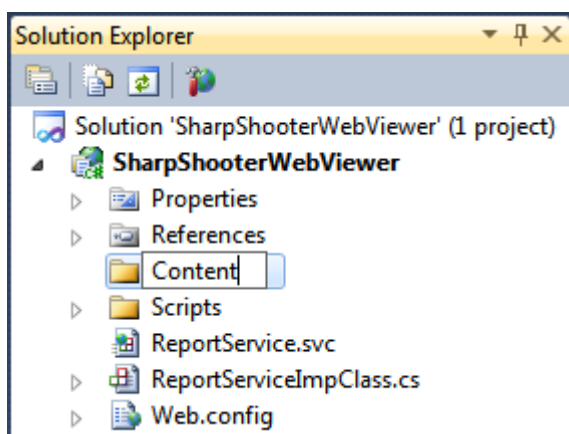 Solution Explorer
Solution 'SharpShooterWebViewer' (1 project)
SharpShooterWebViewer
Properties
References
Content
Scripts
ReportService.svc
ReportServiceImpClass.cs
Web.config